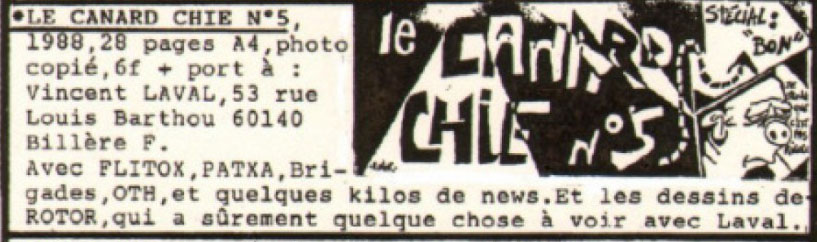 •LE CANARD CHIE N°5,
1988,28 pages A4,photo
copié,6f + port à :
Vincent LAVAL,53 rue
Louis Barthou 60140
Billère F.
Avec FLITOX,PATXA,Bri-
gades,OTH,et quelques kilos de news.Et les dessins de
ROTOR,qui a sûrement quelque chose à voir avec Laval.
le CANARD
CHIE N°5
SPÉCIAL:
"BON"